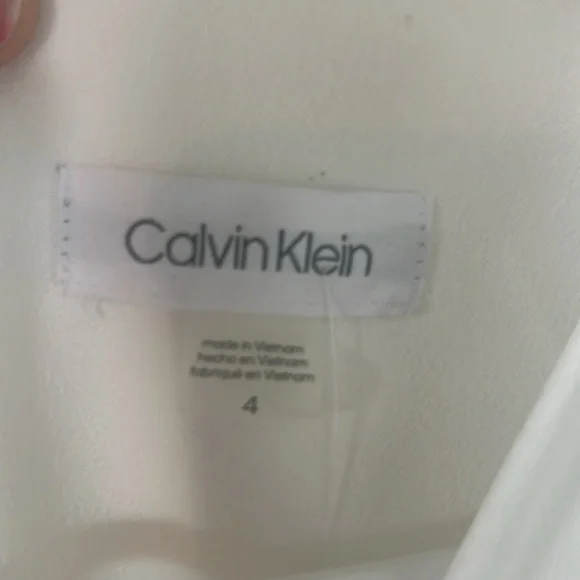 Calvin Klein
made in Vietnam
hecho en Vietnam
fabriqué en Vietnam
4